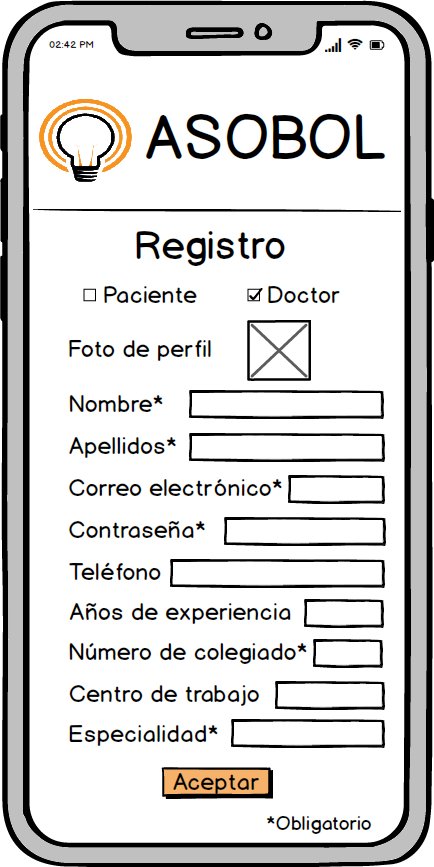 02:42 PM
ASOBOL
Registro
Paciente Doctor
Foto de perfil
Nombre*
Apellidos*
Correo electrónico*
Contraseña*
Teléfono
Años de experiencia
Número de colegiado*
Centro de trabajo
Especialidad*
Aceptar
*Obligatorio